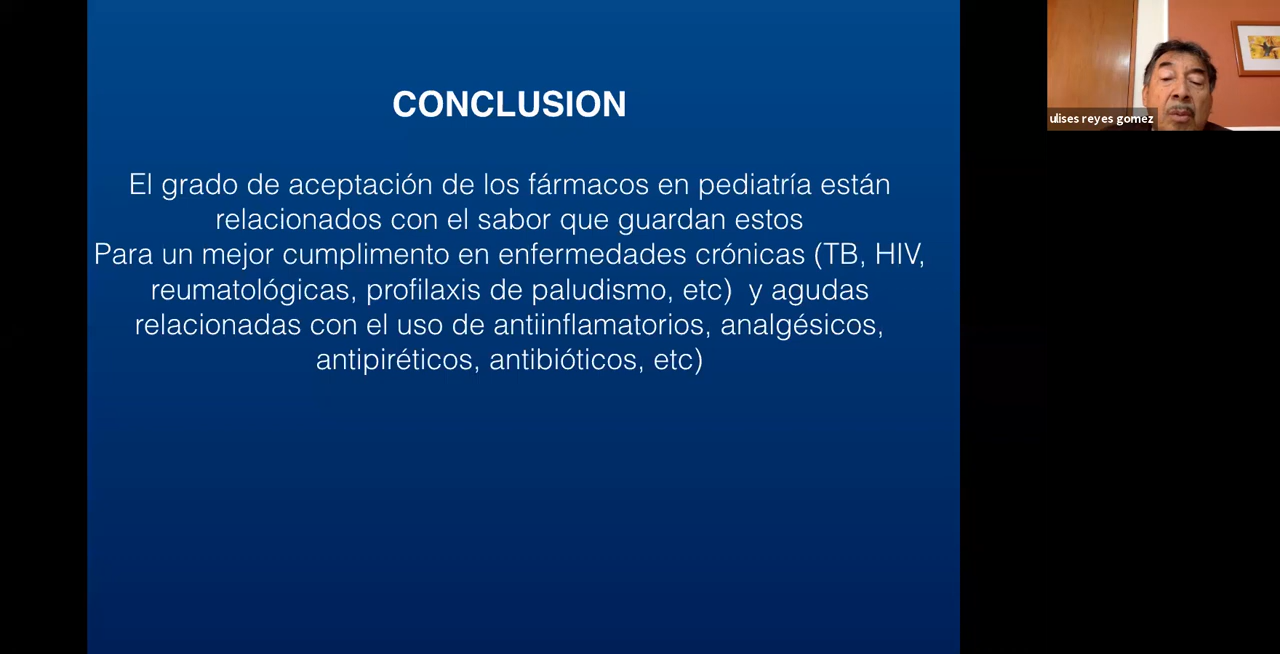 CONCLUSION
El grado de aceptación de los fármacos en pediatría están
relacionados con el sabor que guardan estos
Para un mejor cumplimento en enfermedades crónicas (TB, HIV,
reumatológicas, profilaxis de paludismo, etc)  y agudas
relacionadas con el uso de antiinflamatorios, analgésicos,
antipiréticos, antibióticos, etc)
ulises reyes gomez